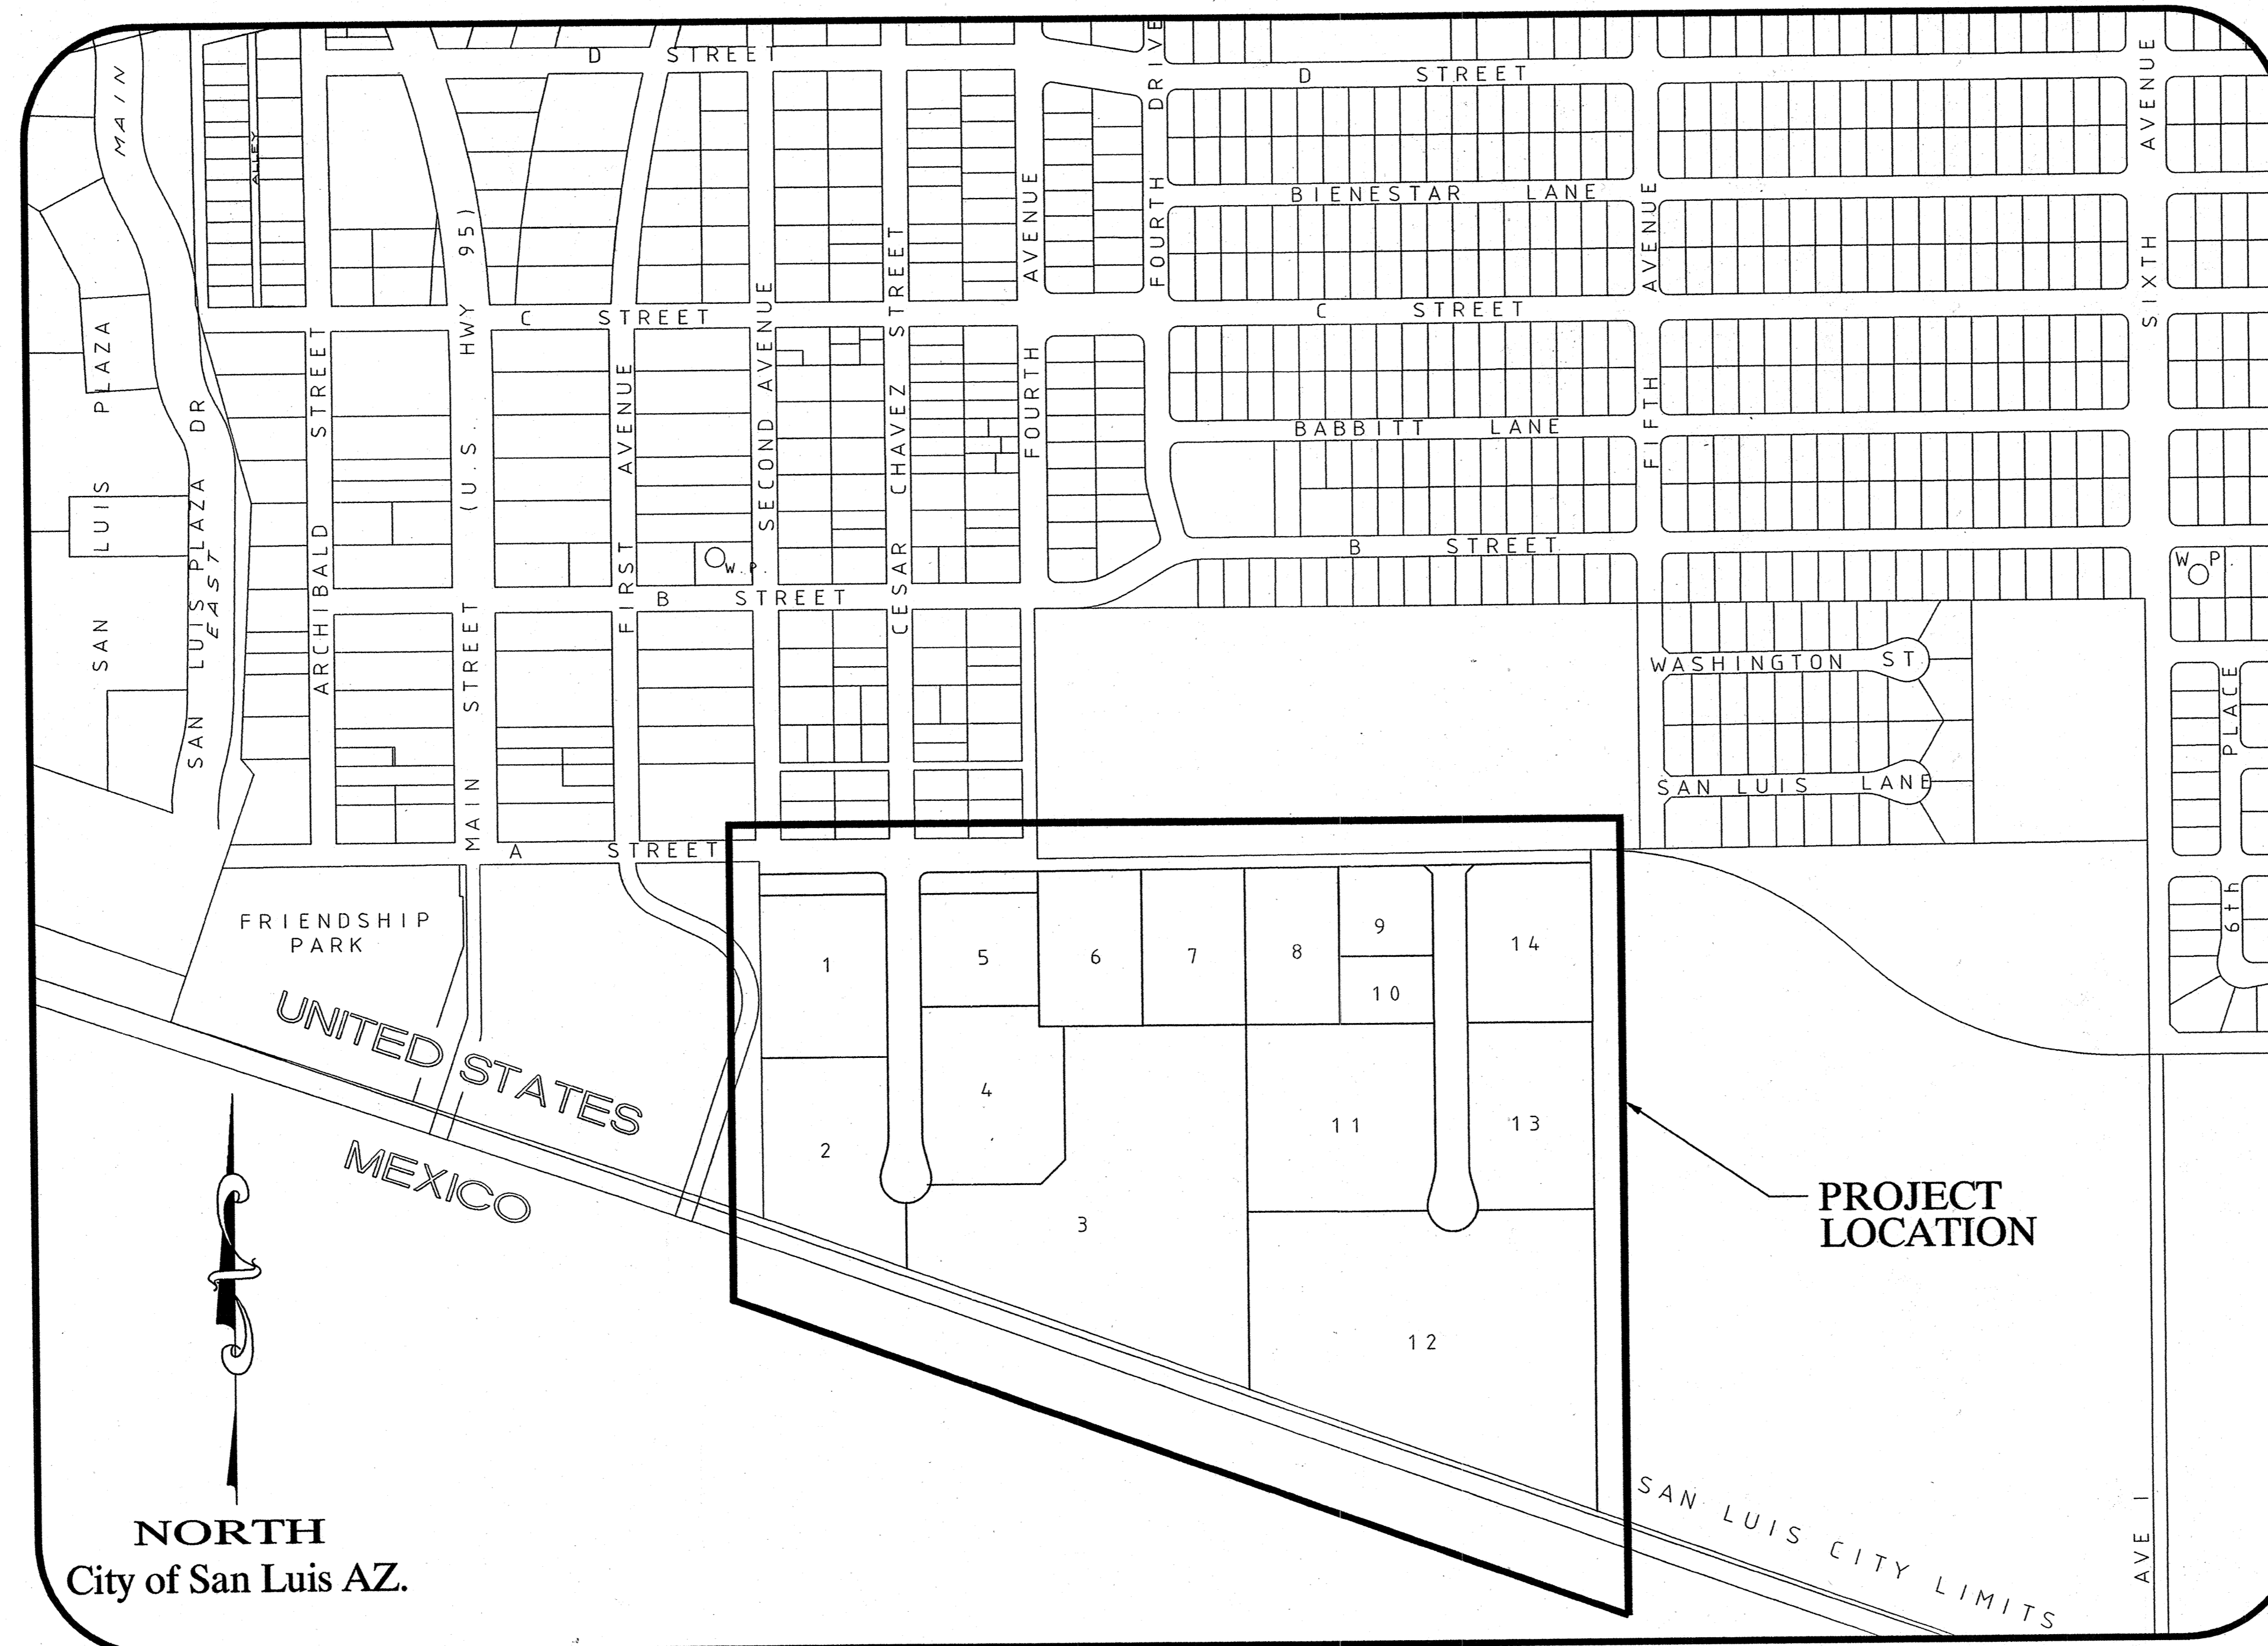 D STREET
D STREET
MAIN
ALLEY
DRIVE
FOURTH
AVENUE
SIXTH
BIENESTAR LANE
AVENUE
FIFTH
AVENUE
FOURTH
C STREET
C STREET
HWY 95)
(U.S.
MAIN STREET
BABBITT LANE
B STREET
B STREET
W.P.
W P
SAN LUIS PLAZA
SAN LUIS PLAZA DR
EAST
ARCHIBALD STREET
FIRST AVENUE
SECOND AVENUE
CESAR CHAVEZ STREET
WASHINGTON ST
SAN LUIS LANE
6th PLACE
A STREET
FRIENDSHIP
PARK
1
2
3
4
5
6
7
8
9
10
11
12
13
14
UNITED STATES
MEXICO
PROJECT
LOCATION
SAN LUIS CITY LIMITS
AVE I
NORTH
City of San Luis AZ.